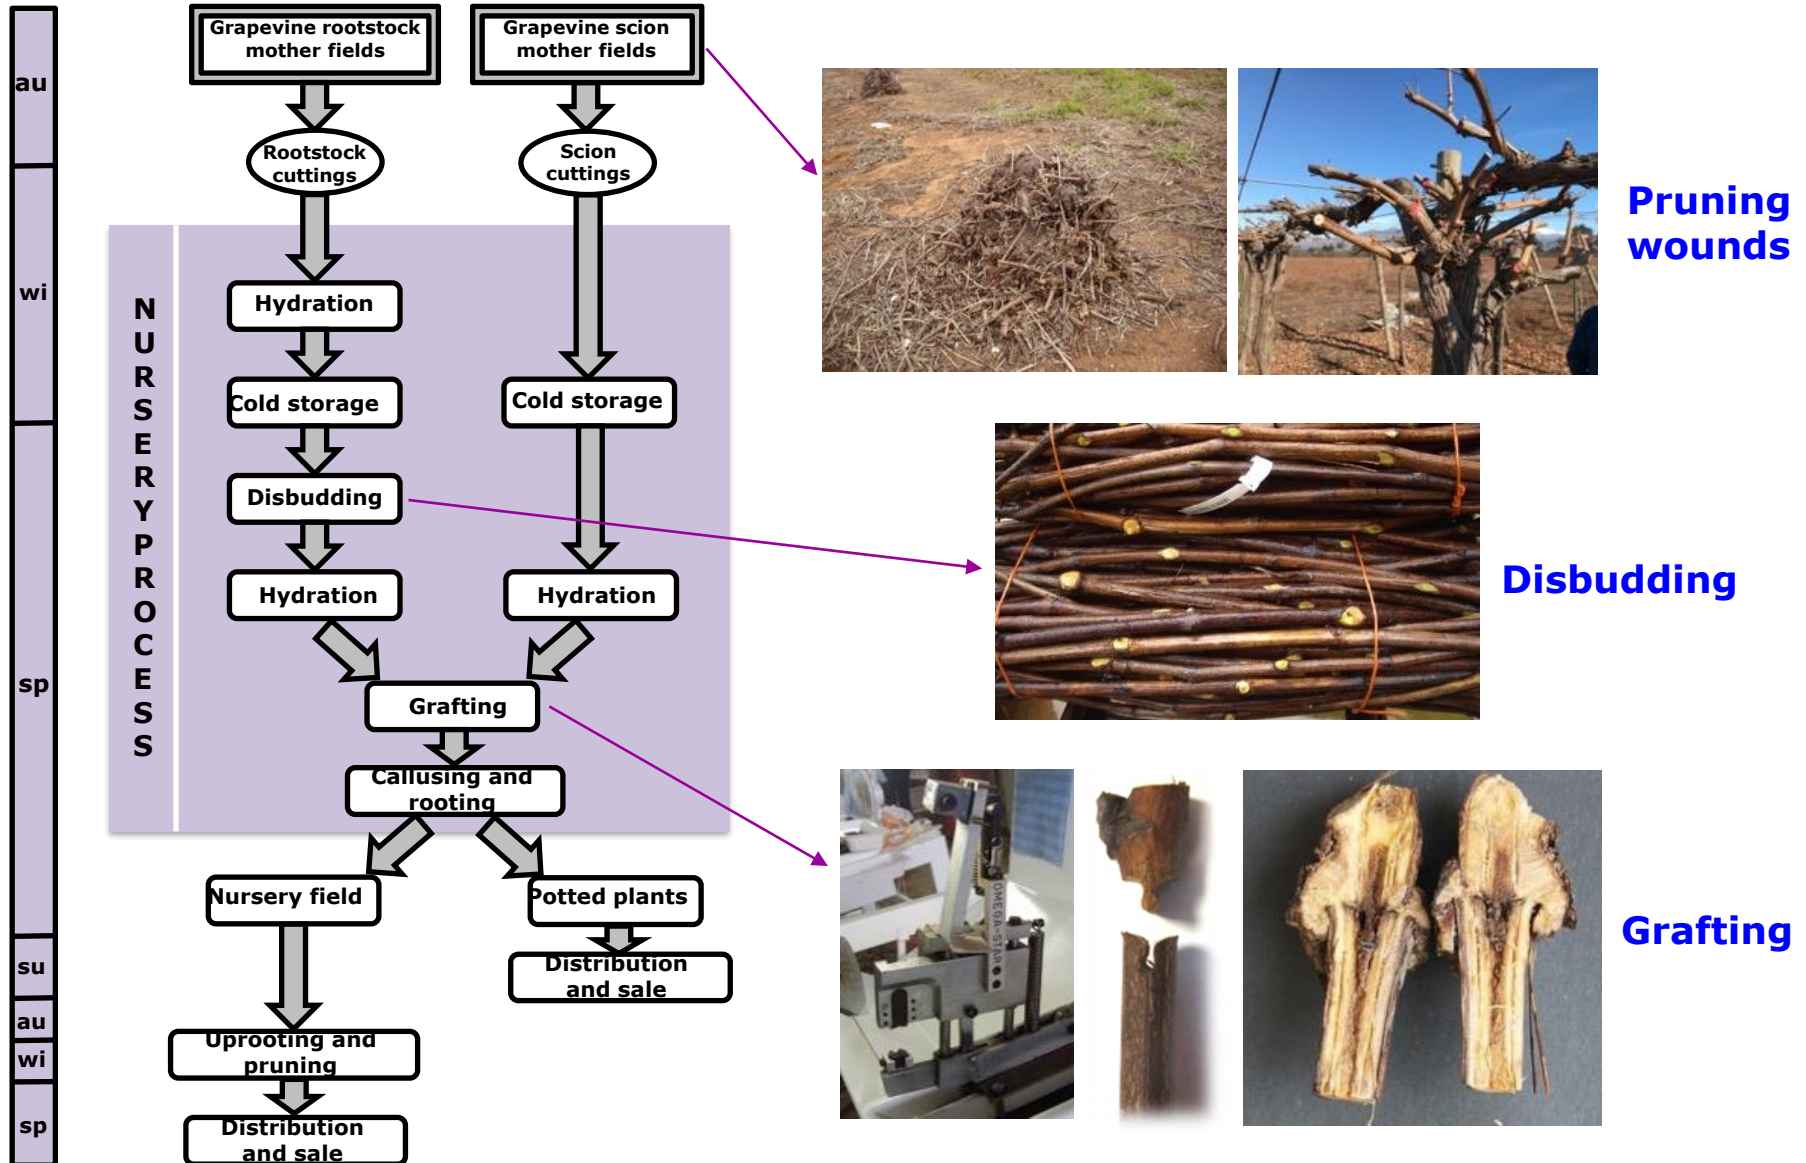 au
wi
sp
su
au
wi
sp
Grapevine rootstock
mother fields
Grapevine scion
mother fields
Rootstock
cuttings
Scion
cuttings
NURSERY PROCESS
Hydration
Cold storage
Cold storage
Disbudding
Hydration
Hydration
Grafting
Callusing and
rooting
Nursery field
Potted plants
Distribution
and sale
Uprooting and
pruning
Distribution
and sale
Pruning
wounds
Disbudding
OMEGA-STAR
Grafting